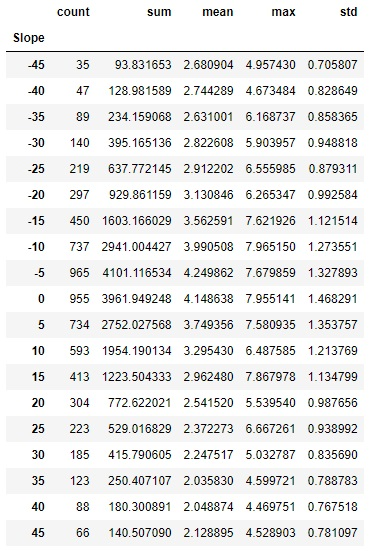 count sum mean max std
Slope
-45 35 93.831653 2.680904 4.957430 0.705807
-40 47 128.981589 2.744289 4.673484 0.828649
-35 89 234.159068 2.631001 6.168737 0.858365
-30 140 395.165136 2.822608 5.903957 0.948818
-25 219 637.772145 2.912202 6.555985 0.879311
-20 297 929.861159 3.130846 6.265347 0.992584
-15 450 1603.166029 3.562591 7.621926 1.121514
-10 737 2941.004427 3.990508 7.965150 1.273551
-5 965 4101.116534 4.249862 7.679859 1.327893
0 955 3961.949248 4.148638 7.955141 1.468291
5 734 2752.027568 3.749356 7.580935 1.353757
10 593 1954.190134 3.295430 6.487585 1.213769
15 413 1223.504333 2.962480 7.867978 1.134799
20 304 772.622021 2.541520 5.539540 0.987656
25 223 529.016829 2.372273 6.667261 0.938992
30 185 415.790605 2.247517 5.032787 0.835690
35 123 250.407107 2.035830 4.599721 0.788783
40 88 180.300891 2.048874 4.469751 0.767518
45 66 140.507090 2.128895 4.528903 0.781097